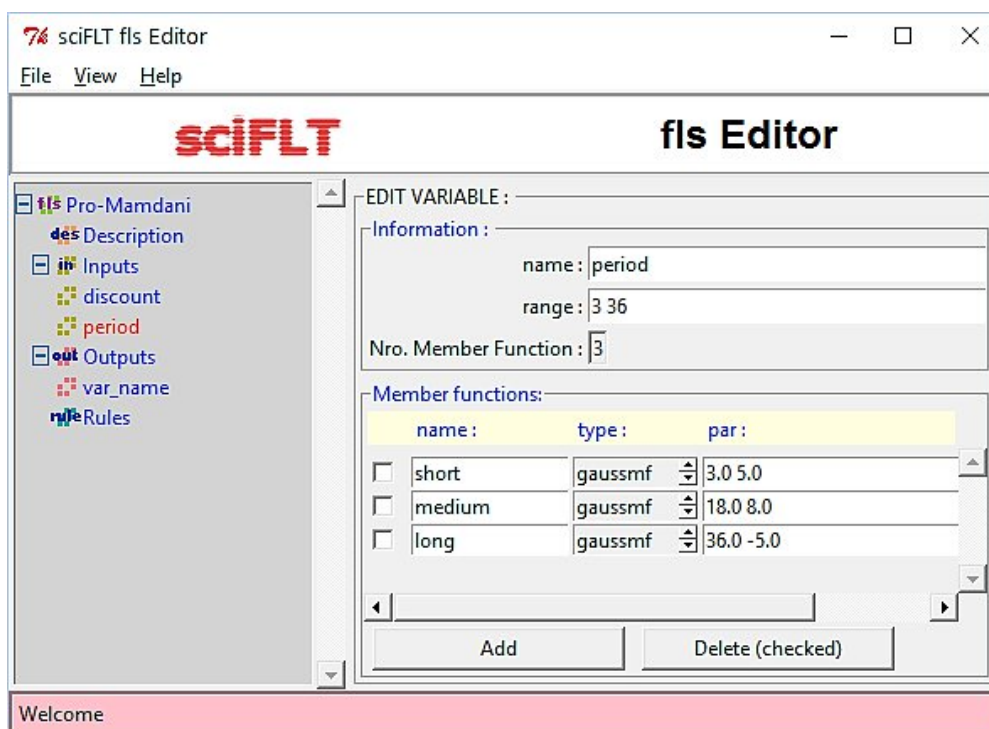 sciFLT fls Editor
File View Help
sciFLT fls Editor
fls Pro-Mamdani
des Description
in Inputs
discount
period
out Outputs
var_name
rule Rules
EDIT VARIABLE :
Information :
name : period
range : 3 36
Nro. Member Function : 3
Member functions:
name : type : par :
short gaussmf 3.0 5.0
medium gaussmf 18.0 8.0
long gaussmf 36.0 -5.0
Add Delete (checked)
Welcome